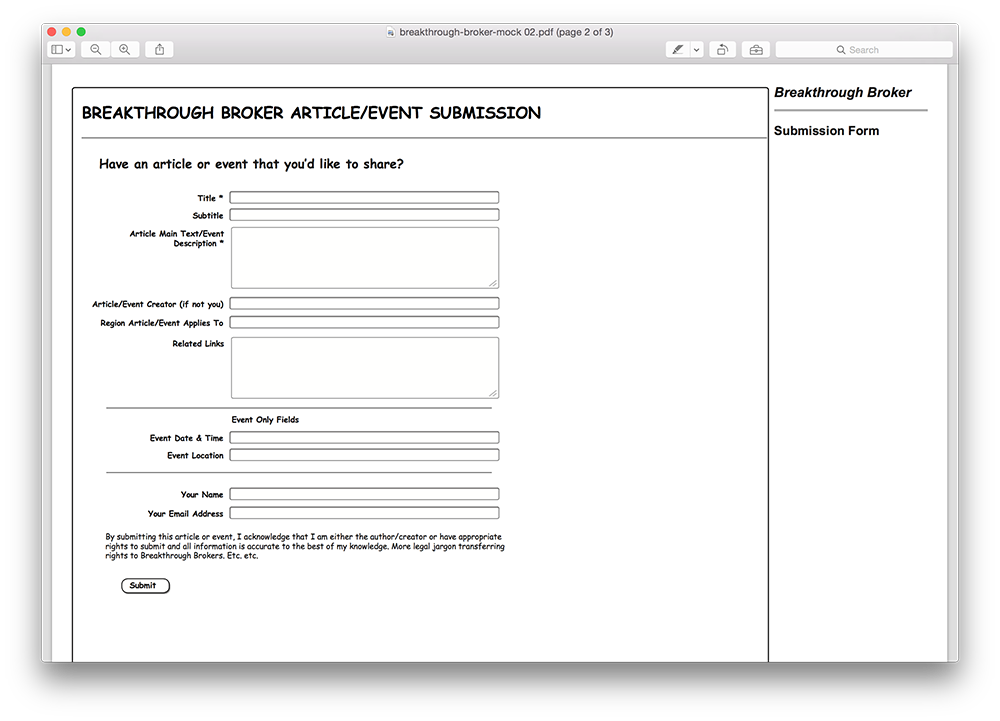 breakthrough-broker-mock 02.pdf (page 2 of 3)
Search
BREAKTHROUGH BROKER ARTICLE/EVENT SUBMISSION
Have an article or event that you'd like to share?
Title *
Subtitle
Article Main Text/Event
Description *
Article/Event Creator (if not you)
Region Article/Event Applies To
Related Links
Event Only Fields
Event Date & Time
Event Location
Your Name
Your Email Address
By submitting this article or event, I acknowledge that I am either the author/creator or have appropriate
rights to submit and all information is accurate to the best of my knowledge. More legal jargon transferring
rights to Breakthrough Brokers. Etc. etc.
Submit
Breakthrough Broker
Submission Form